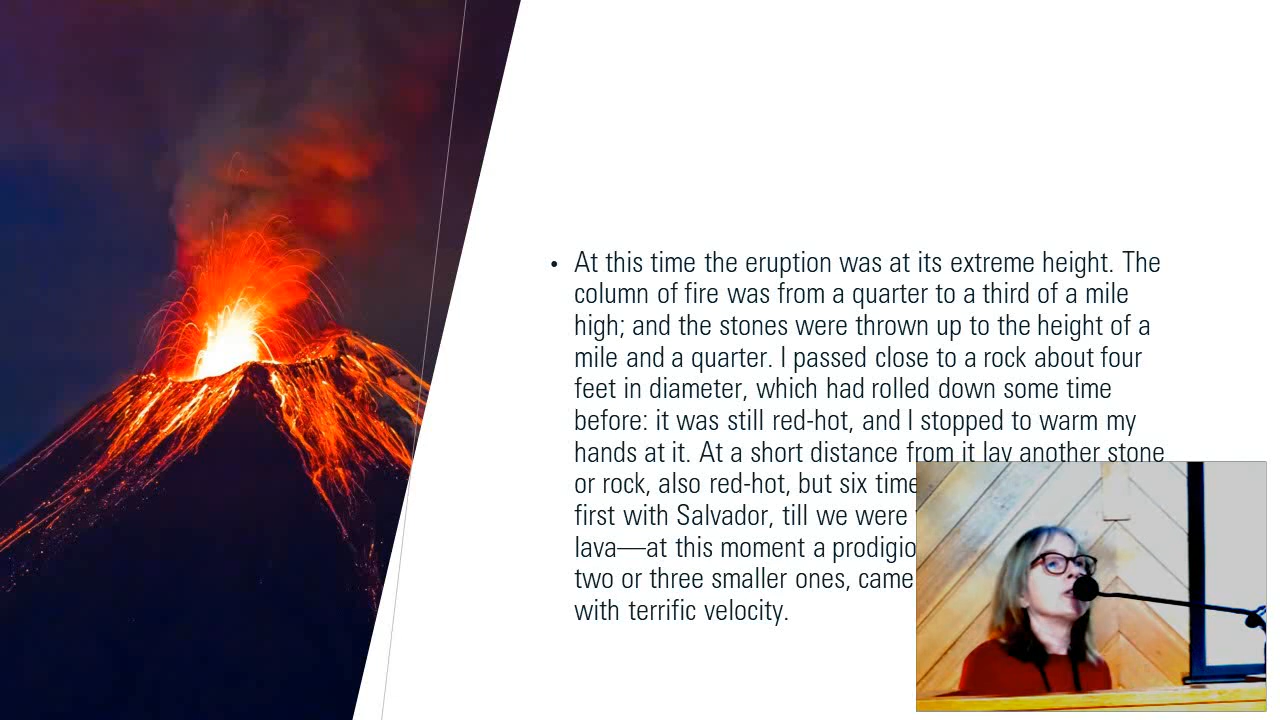 • At this time the eruption was at its extreme height. The
column of fire was from a quarter to a third of a mile
high; and the stones were thrown up to the height of a
mile and a quarter. I passed close to a rock about four
feet in diameter, which had rolled down some time
before: it was still red-hot, and I stopped to warm my
hands at it. At a short distance from it lay another stone
or rock, also red-hot, but six time
first with Salvador, till we were
lava—at this moment a prodigio
two or three smaller ones, came
with terrific velocity.